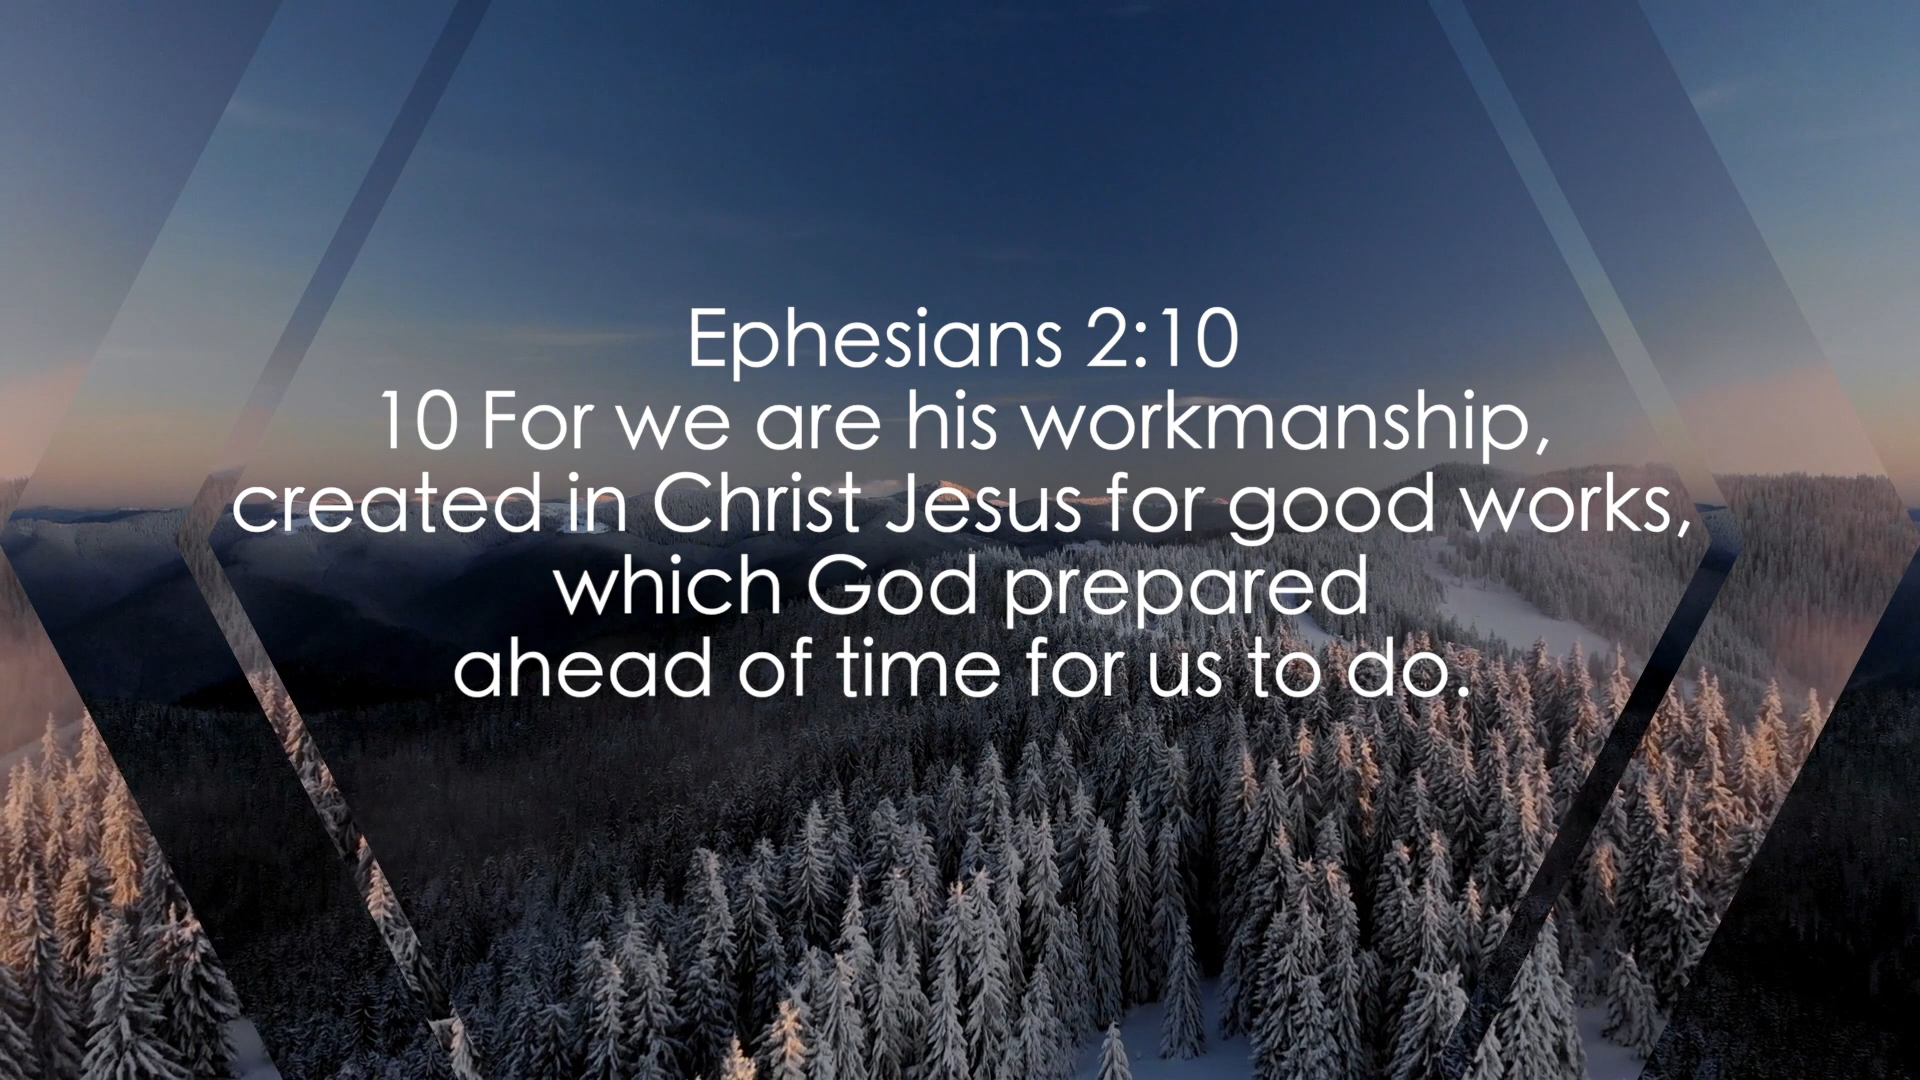 Ephesians 2:10
10 For we are his workmanship,
created in Christ Jesus for good works,
which God prepared
ahead of time for us to do.